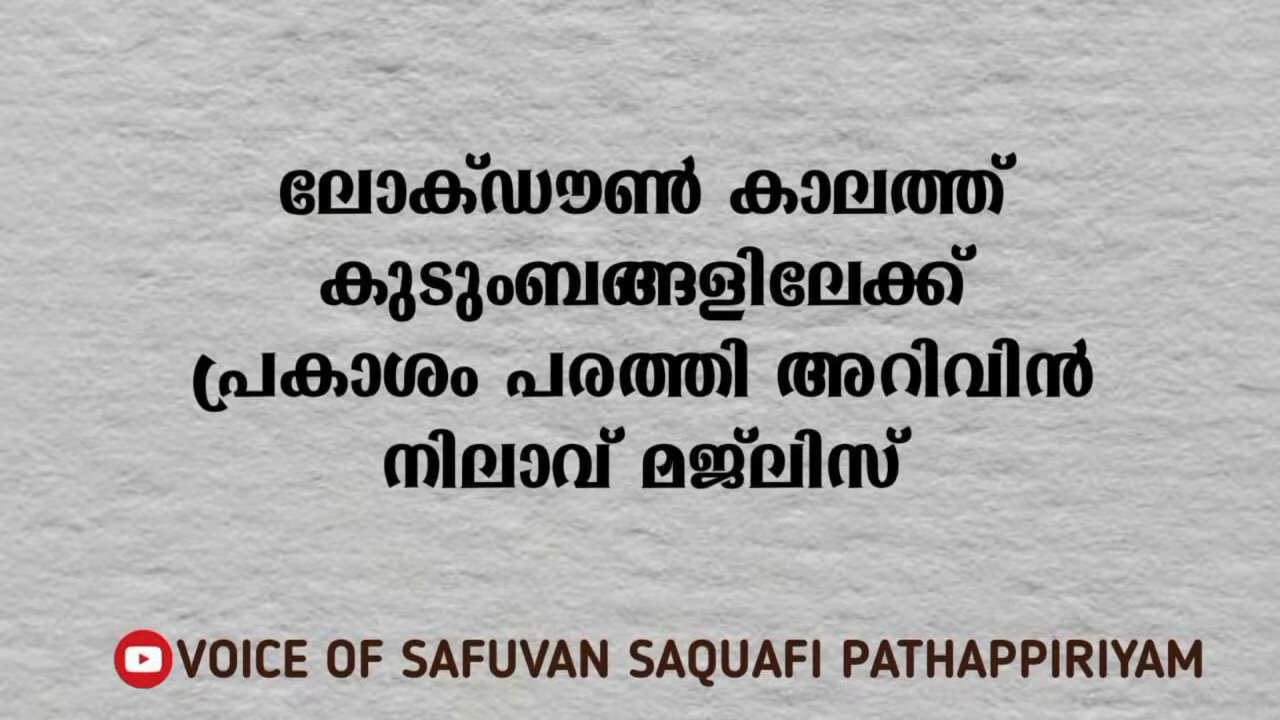 ലോക്ഡൗൺ കാലത്ത്
കുടുംബങ്ങളിലേക്ക്
പ്രകാശം പരത്തി അറിവിൻ
നിലാവ് മജ്ലിസ്
VOICE OF SAFUVAN SAQUAFI PATHAPPIRIYAM